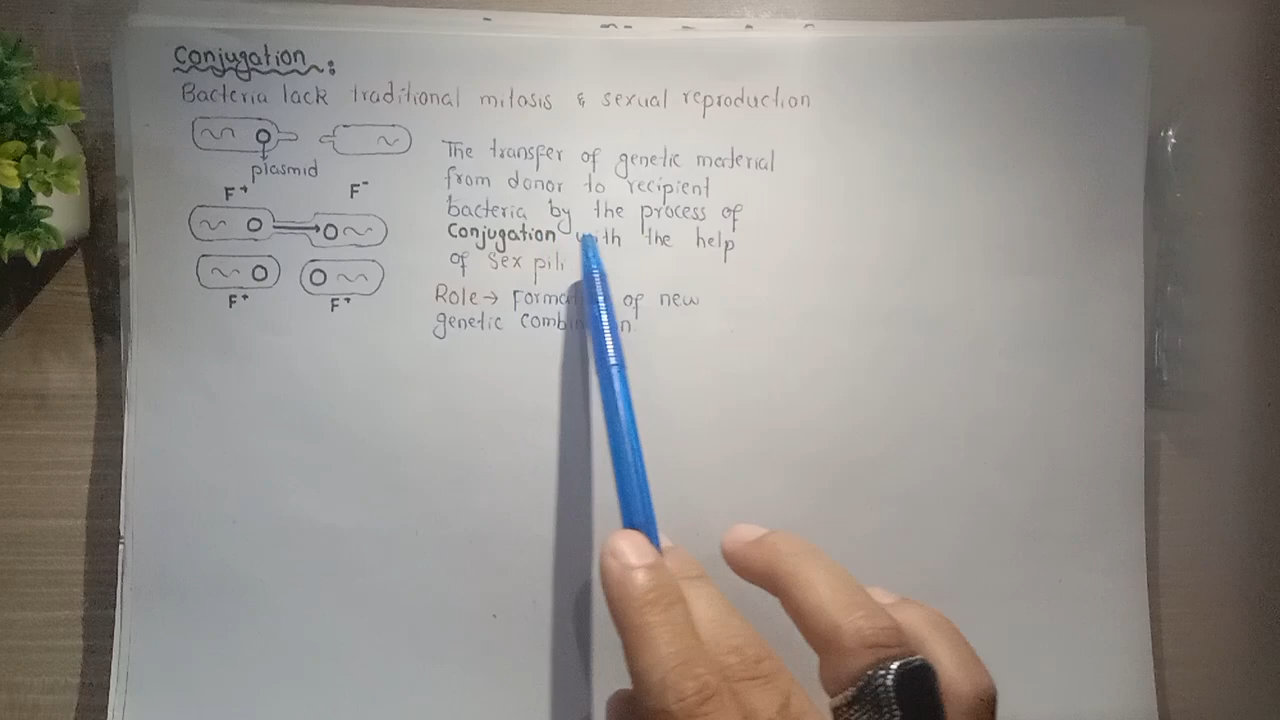 Conjugation :
Bacteria lack traditional mitosis & sexual reproduction
plasmid
F+ F-
F+ F+
The transfer of genetic material
from donor to recipient
bacteria by the process of
conjugation with the help
of sex pili
Role → Formation of new
genetic combination